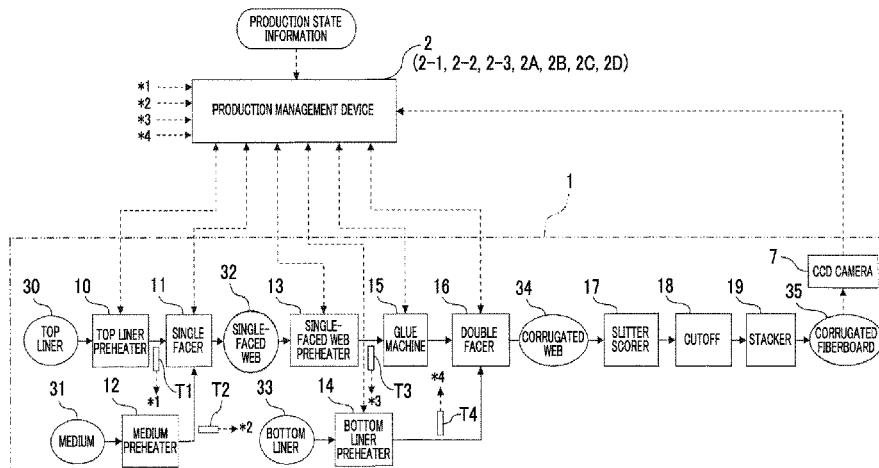 PRODUCTION STATE
INFORMATION
2
(2-1, 2-2, 2-3, 2A, 2B, 2C, 2D)
*1
*2
*3
*4
PRODUCTION MANAGEMENT DEVICE
1
7
CCD CAMERA
30
TOP LINER
10
TOP LINER
PREHEATER
11
SINGLE
FACER
32
SINGLE-
FACED WEB
13
SINGLE-
FACED WEB
PREHEATER
15
GLUE
MACHINE
16
DOUBLE
FACER
34
CORRUGATED
WEB
17
SLITTER
SCORER
18
CUTOFF
19
STACKER
35
CORRUGATED
FIBERBOARD
T1
*1
T3
*3
31
MEDIUM
12
MEDIUM
PREHEATER
T2
*2
33
BOTTOM
LINER
14
BOTTOM
LINER
PREHEATER
*4
T4